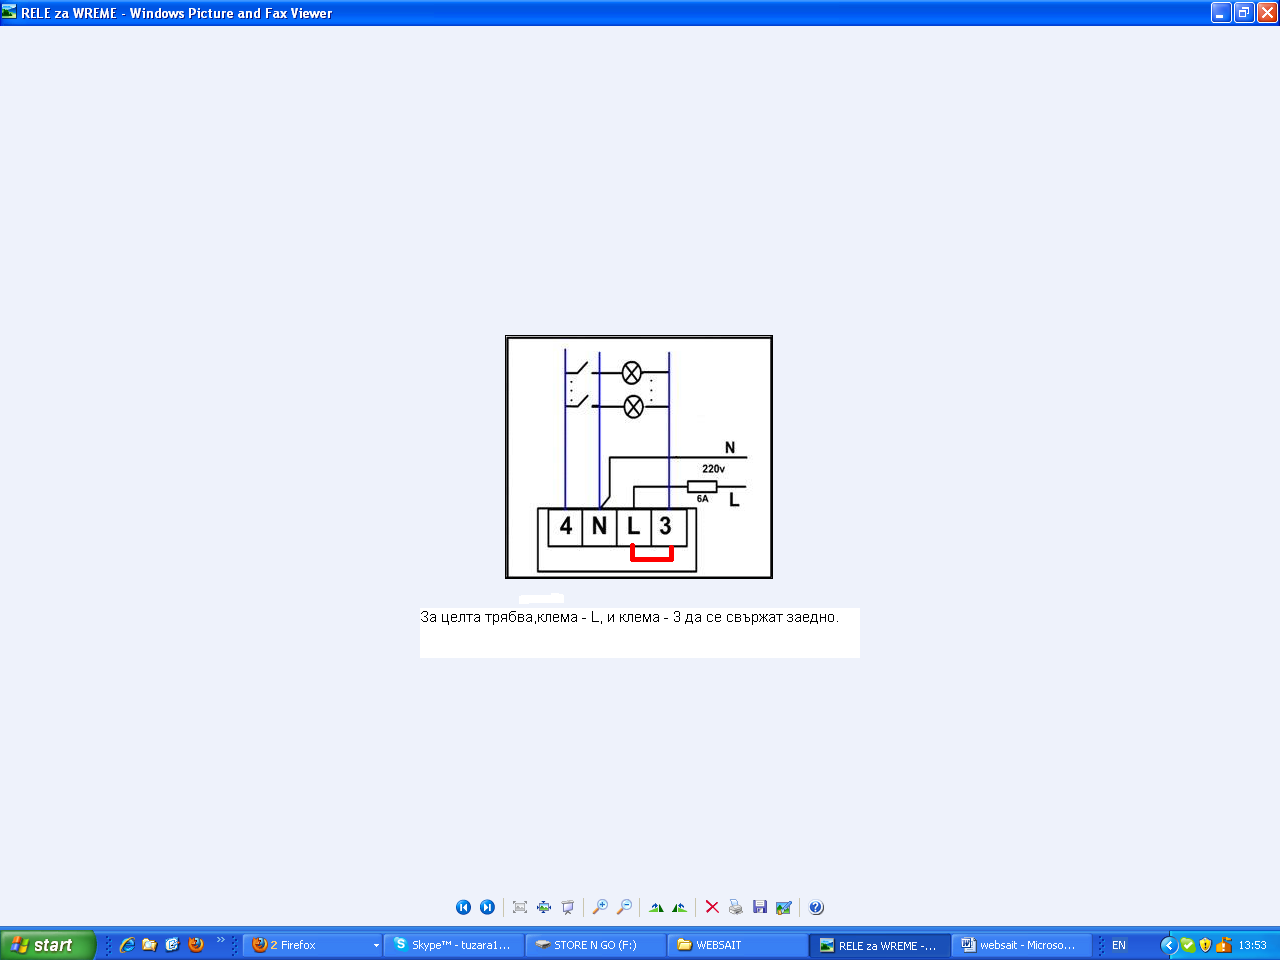 RELE za WREME - Windows Picture and Fax Viewer
N
220v
6A
L
4 N L 3
За целта трябва,клема - L, и клема - 3 да се свържат заедно.
start
2 Firefox
Skype™ - tuzara1...
STORE N GO (F:)
WEBSAIT
RELE za WREME -...
websait - Microso...
EN
13:53